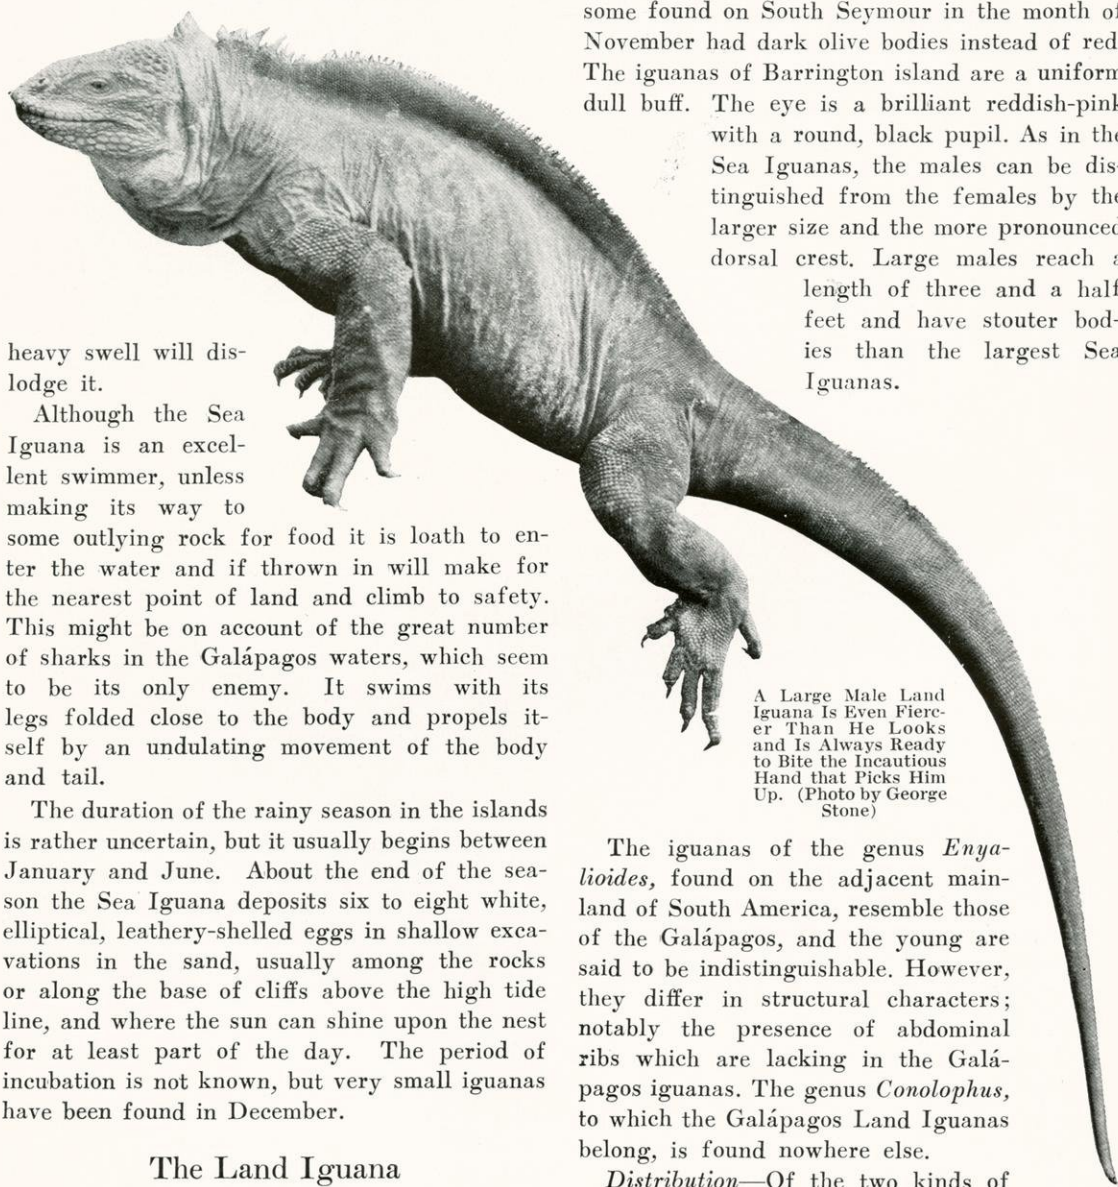 heavy swell will dis-
lodge it.
Although the Sea
Iguana is an excel-
lent swimmer, unless
making its way to
some outlying rock for food it is loath to en-
ter the water and if thrown in will make for
the nearest point of land and climb to safety.
This might be on account of the great number
of sharks in the Galápagos waters, which seem
to be its only enemy. It swims with its
legs folded close to the body and propels it-
self by an undulating movement of the body
and tail.
The duration of the rainy season in the islands
is rather uncertain, but it usually begins between
January and June. About the end of the sea-
son the Sea Iguana deposits six to eight white,
elliptical, leathery-shelled eggs in shallow exca-
vations in the sand, usually among the rocks
or along the base of cliffs above the high tide
line, and where the sun can shine upon the nest
for at least part of the day. The period of
incubation is not known, but very small iguanas
have been found in December.
The Land Iguana
some found on South Seymour in the month of
November had dark olive bodies instead of red
The iguanas of Barrington island are a uniform
dull buff. The eye is a brilliant reddish-pink
with a round, black pupil. As in the
Sea Iguanas, the males can be dis-
tinguished from the females by the
larger size and the more pronounced
dorsal crest. Large males reach a
length of three and a half
feet and have stouter bod-
ies than the largest Sea
Iguanas.
A Large Male Land
Iguana Is Even Fierc-
er Than He Looks
and Is Always Ready
to Bite the Incautious
Hand that Picks Him
Up. (Photo by George
Stone)
The iguanas of the genus Enya-
lioides, found on the adjacent main-
land of South America, resemble those
of the Galápagos, and the young are
said to be indistinguishable. However,
they differ in structural characters;
notably the presence of abdominal
ribs which are lacking in the Galá-
pagos iguanas. The genus Conolophus,
to which the Galápagos Land Iguanas
belong, is found nowhere else.
Distribution—Of the two kinds of